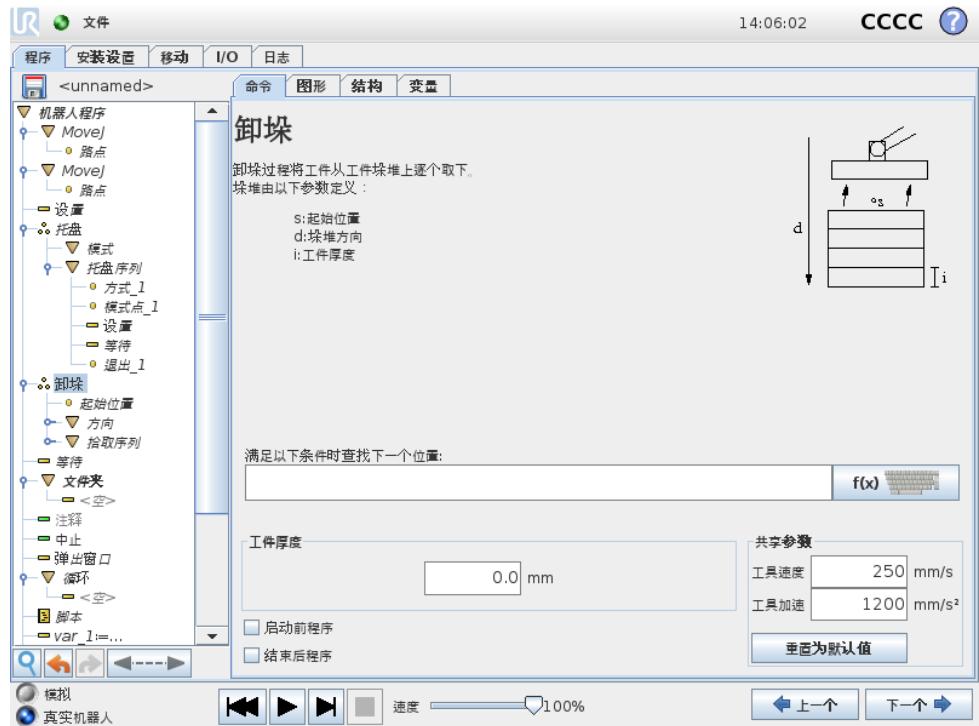 UR 文件 14:06:02 CCCC ?
程序 安装设置 移动 I/O 日志
<unnamed>
命令 图形 结构 变量
机器人程序
MoveJ
路点
MoveJ
路点
设置
托盘
模式
托盘序列
方式_1
模式点_1
设置
等待
退出_1
卸垛
起始位置
方向
拾取序列
等待
文件夹
<空>
注释
中止
弹出窗口
循环
<空>
脚本
var_1:=...
卸垛
卸垛过程将工件从工件垛堆上逐个取下。
垛堆由以下参数定义：
s:起始位置
d:垛堆方向
i:工件厚度
s
d
i
满足以下条件时查找下一个位置:
f(x)
工件厚度
0.0 mm
启动前程序
结束后程序
共享参数
工具速度 250 mm/s
工具加速 1200 mm/s²
重置为默认值
模拟
真实机器人
速度 100%
上一个 下一个